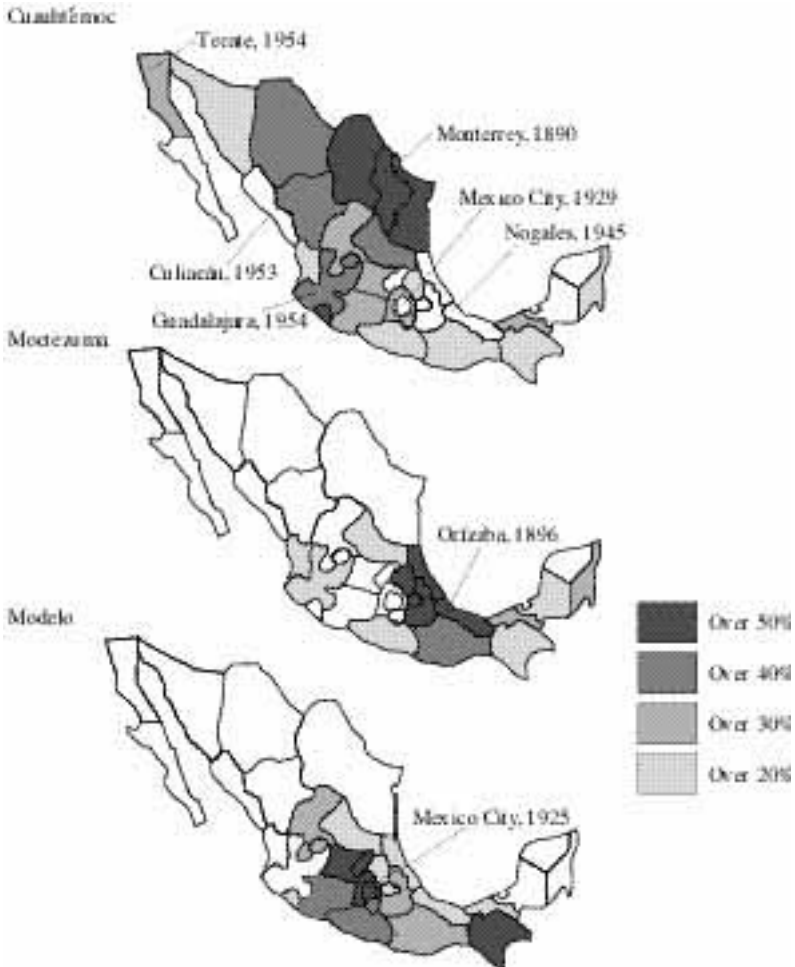 Cuauhtémoc
Tecate, 1954
Monterrey, 1890
Mexico City, 1929
Nogales, 1945
Culiacán, 1953
Guadalajara, 1954
Moctezuma
Orizaba, 1896
Modelo
Over 50%
Over 40%
Over 30%
Over 20%
Mexico City, 1925